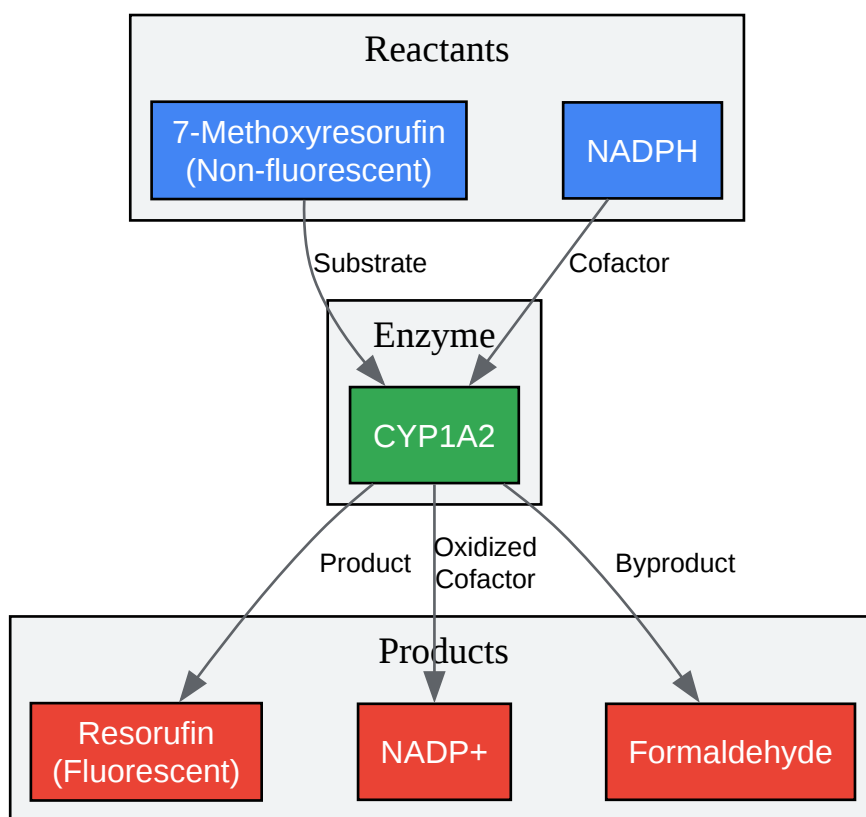 Reactants
7-Methoxyresorufin
(Non-fluorescent)
NADPH
Substrate
Cofactor
Enzyme
CYP1A2
Product
Oxidized
Cofactor
Byproduct
Products
Resorufin
(Fluorescent)
NADP+
Formaldehyde